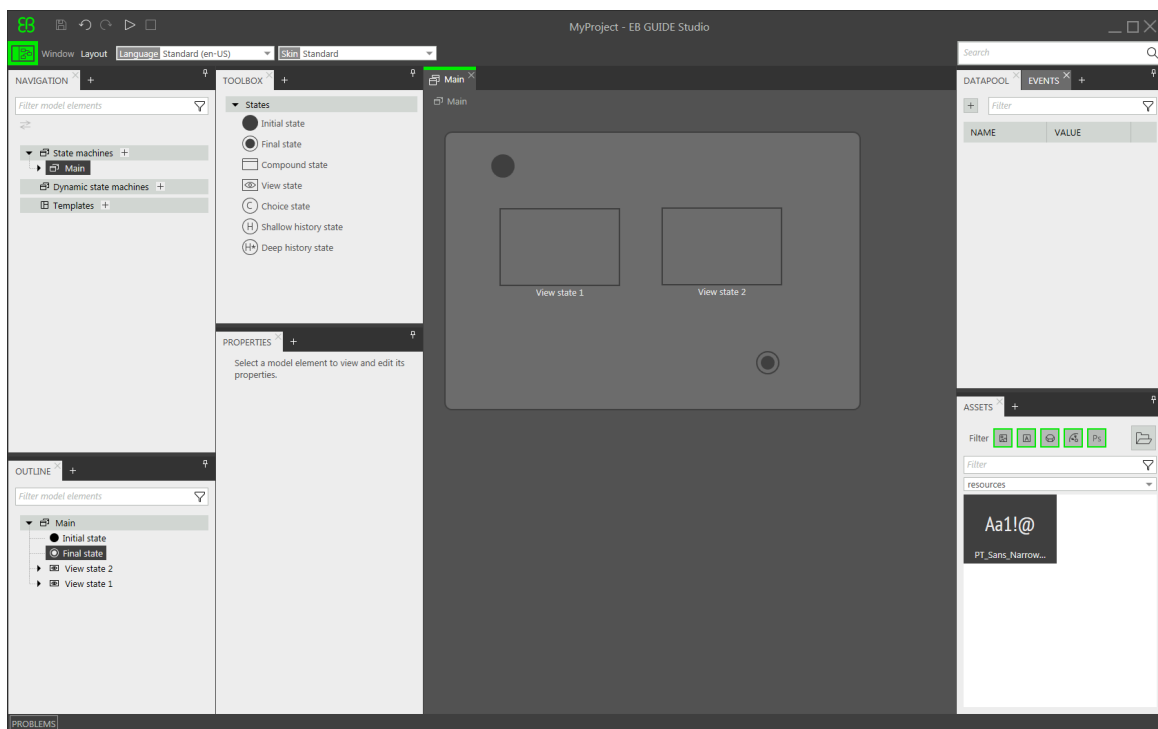 EB
MyProject - EB GUIDE Studio
Window Layout Language Standard (en-US) Skin Standard
Search
NAVIGATION
Filter model elements
State machines
Main
Dynamic state machines
Templates
OUTLINE
Filter model elements
Main
Initial state
Final state
View state 2
View state 1
TOOLBOX
States
Initial state
Final state
Compound state
View state
C Choice state
H Shallow history state
H* Deep history state
PROPERTIES
Select a model element to view and edit its
properties.
Main
Main
View state 1
View state 2
DATAPOOL EVENTS
Filter
NAME VALUE
ASSETS
Filter A Ps
Filter
resources
Aa1!@
PT_Sans_Narrow...
PROBLEMS